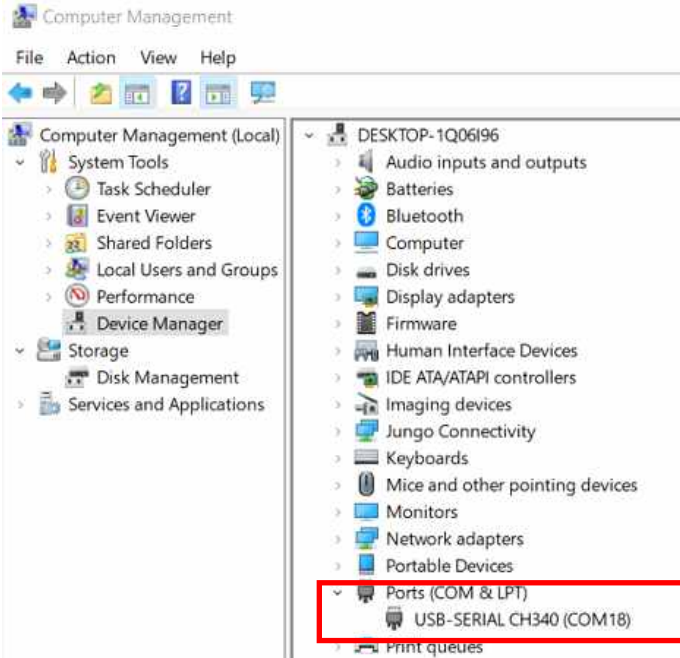 Computer Management
File Action View Help
Computer Management (Local)
System Tools
Task Scheduler
Event Viewer
Shared Folders
Local Users and Groups
Performance
Device Manager
Storage
Disk Management
Services and Applications
DESKTOP-1Q06I96
Audio inputs and outputs
Batteries
Bluetooth
Computer
Disk drives
Display adapters
Firmware
Human Interface Devices
IDE ATA/ATAPI controllers
Imaging devices
Jungo Connectivity
Keyboards
Mice and other pointing devices
Monitors
Network adapters
Portable Devices
Ports (COM & LPT)
USB-SERIAL CH340 (COM18)
Print queues